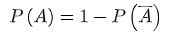 P(A) = 1 − P(A̅)